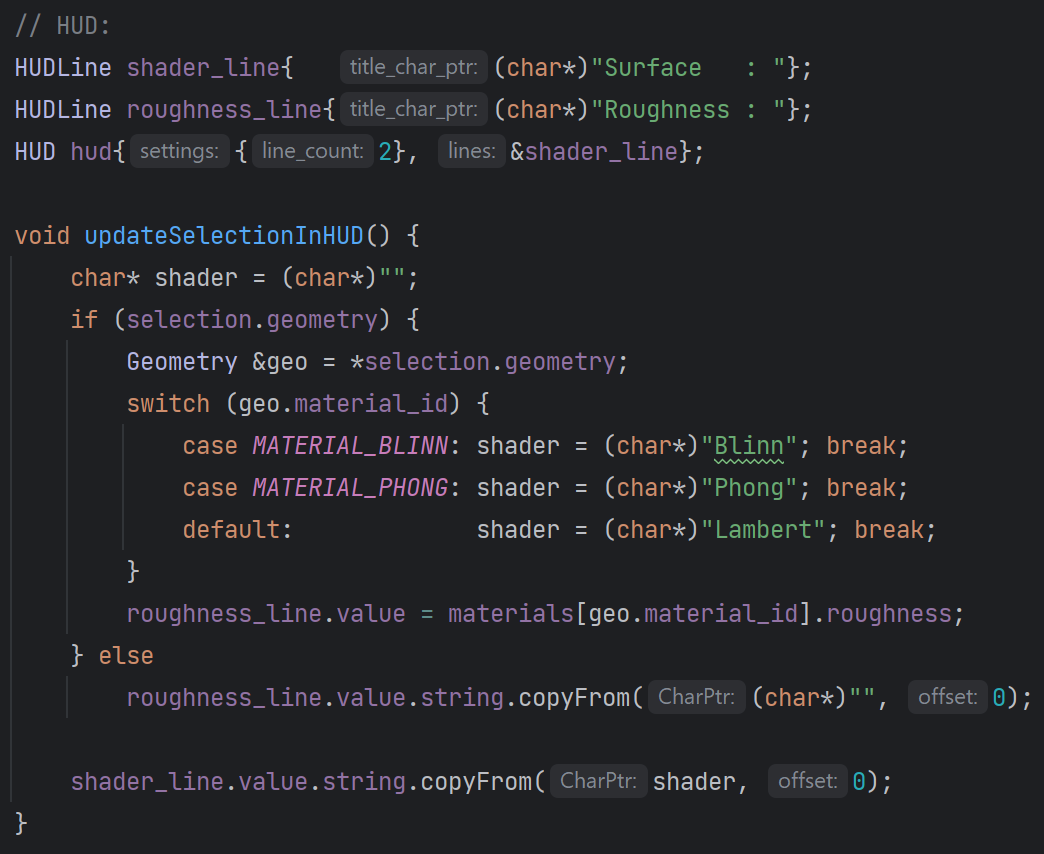 // HUD:
HUDLine shader_line{   title_char_ptr: (char*)"Surface   : "};
HUDLine roughness_line{title_char_ptr: (char*)"Roughness : "};
HUD hud{settings: {line_count: 2}, lines: &shader_line};

void updateSelectionInHUD() {
    char* shader = (char*)"";
    if (selection.geometry) {
        Geometry &geo = *selection.geometry;
        switch (geo.material_id) {
            case MATERIAL_BLINN: shader = (char*)"Blinn"; break;
            case MATERIAL_PHONG: shader = (char*)"Phong"; break;
            default:             shader = (char*)"Lambert"; break;
        }
        roughness_line.value = materials[geo.material_id].roughness;
    } else
        roughness_line.value.string.copyFrom(CharPtr: (char*)"", offset: 0);

    shader_line.value.string.copyFrom(CharPtr: shader, offset: 0);
}